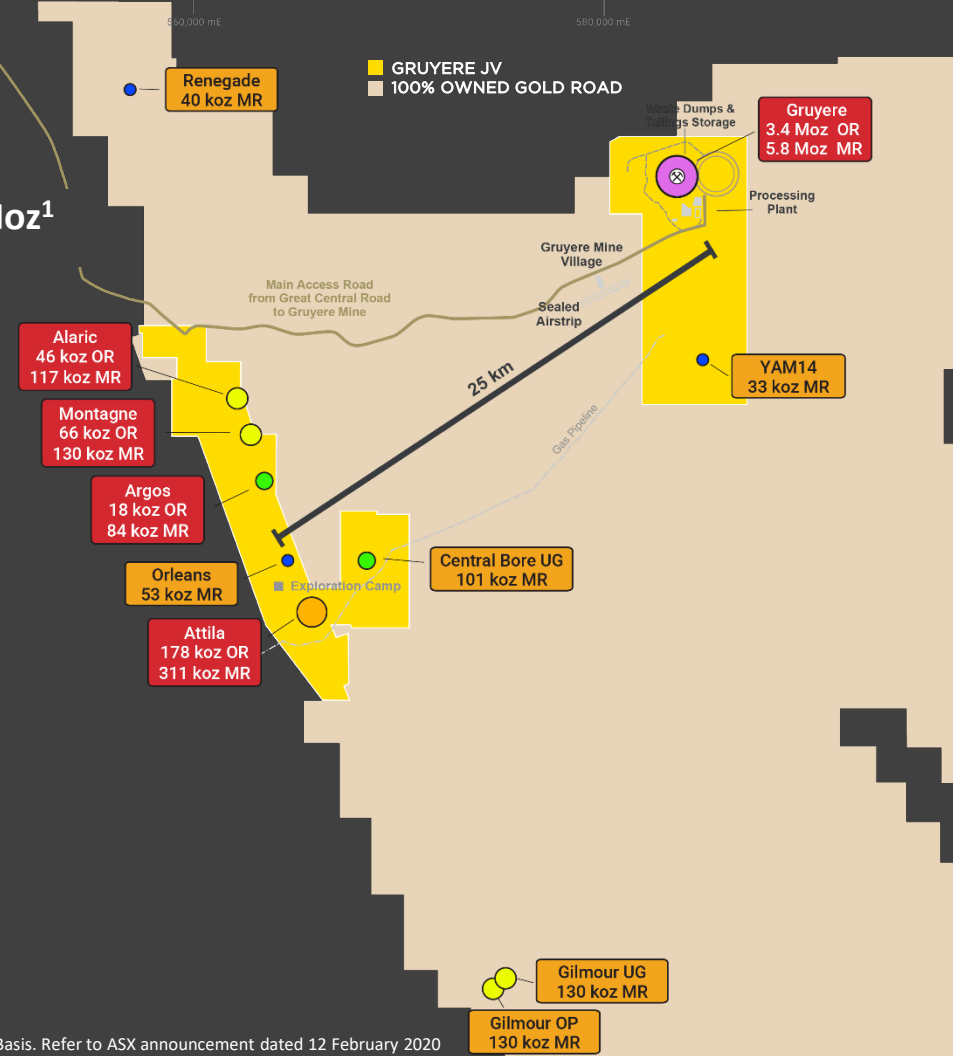 560,000 mE
580,000 mE
GRUYERE JV
100% OWNED GOLD ROAD
Renegade
40 koz MR
Waste Dumps &
Tailings Storage
Gruyere
3.4 Moz OR
5.8 Moz MR
Processing
Plant
Gruyere Mine
Village
Main Access Road
from Great Central Road
to Gruyere Mine
Sealed
Airstrip
Alaric
46 koz OR
117 koz MR
25 km
YAM14
33 koz MR
Montagne
66 koz OR
130 koz MR
Gas Pipeline
Argos
18 koz OR
84 koz MR
Central Bore UG
101 koz MR
Orleans
53 koz MR
Exploration Camp
Attila
178 koz OR
311 koz MR
Gilmour UG
130 koz MR
Gilmour OP
130 koz MR
Basis. Refer to ASX announcement dated 12 February 2020